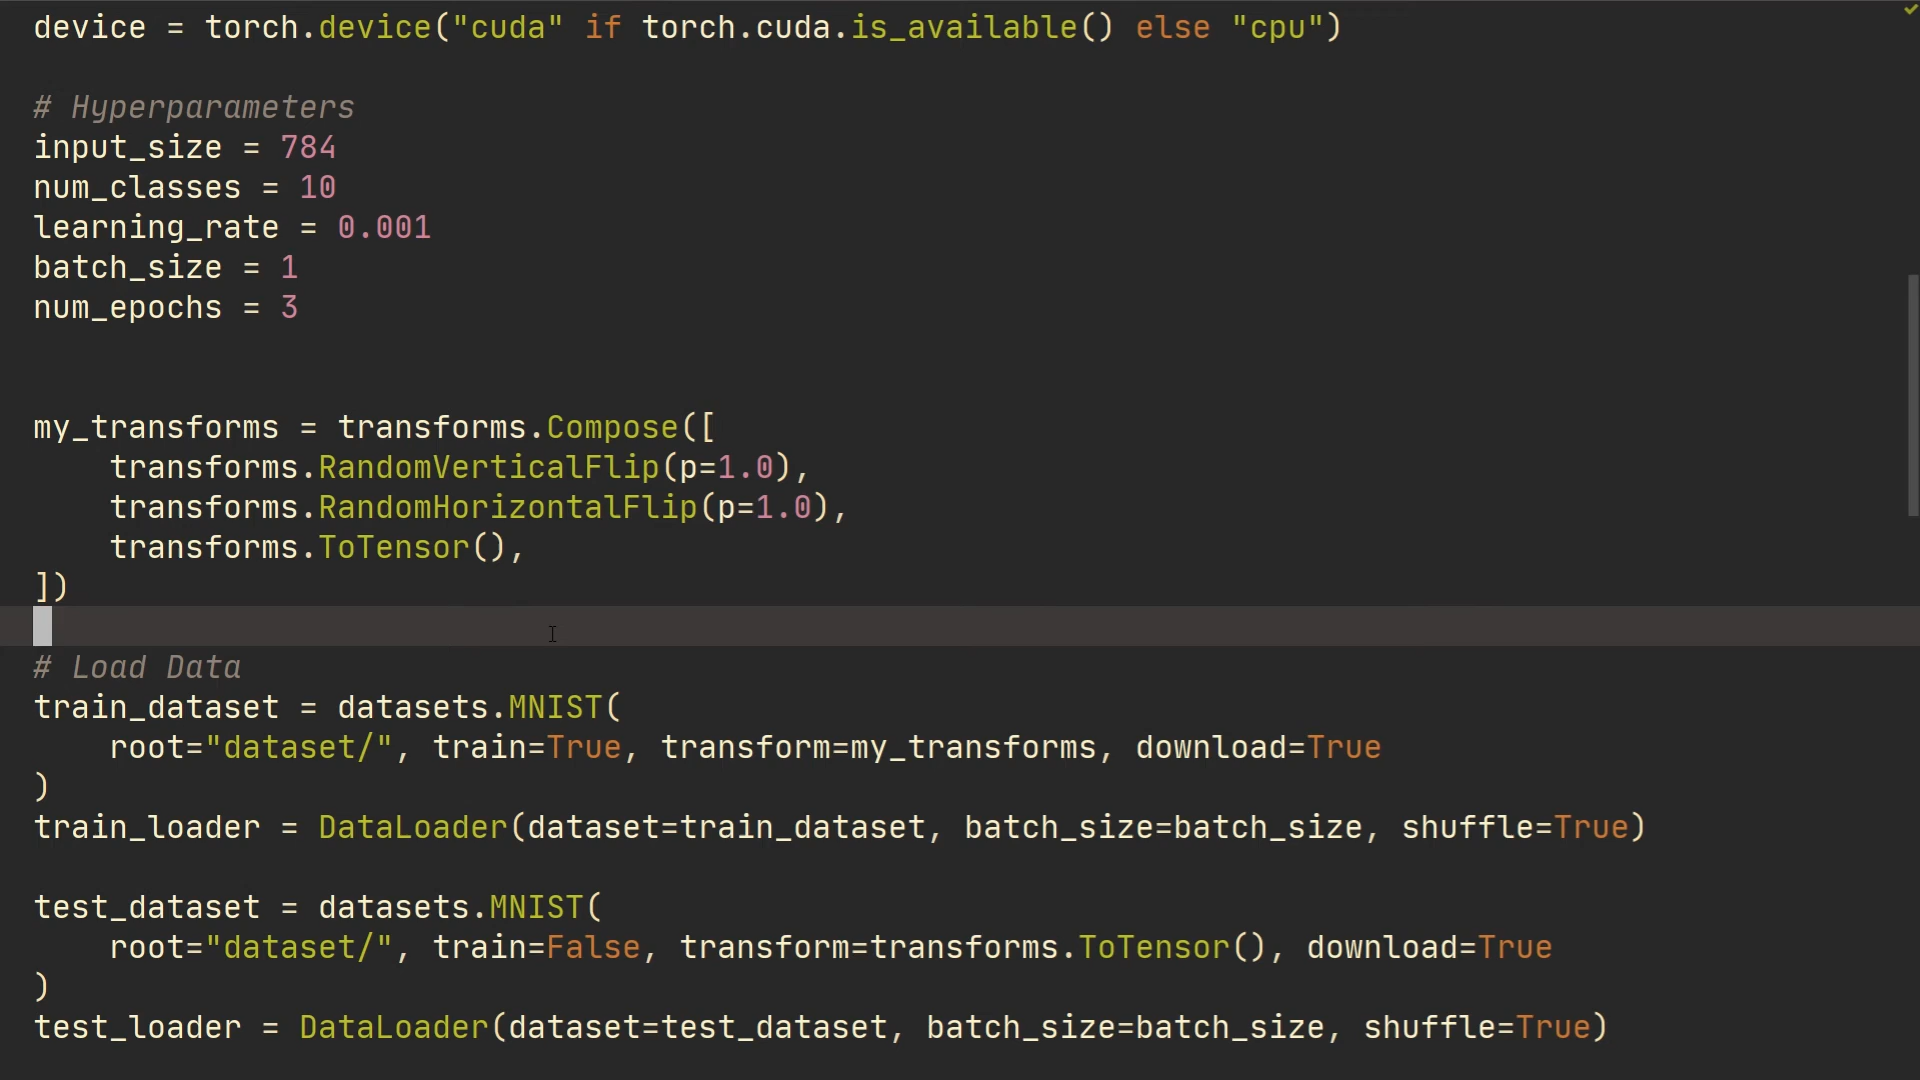 device = torch.device("cuda" if torch.cuda.is_available() else "cpu")
# Hyperparameters
input_size = 784
num_classes = 10
learning_rate = 0.001
batch_size = 1
num_epochs = 3
my_transforms = transforms.Compose([
    transforms.RandomVerticalFlip(p=1.0),
    transforms.RandomHorizontalFlip(p=1.0),
    transforms.ToTensor(),
])
# Load Data
train_dataset = datasets.MNIST(
    root="dataset/", train=True, transform=my_transforms, download=True
)
train_loader = DataLoader(dataset=train_dataset, batch_size=batch_size, shuffle=True)
test_dataset = datasets.MNIST(
    root="dataset/", train=False, transform=transforms.ToTensor(), download=True
)
test_loader = DataLoader(dataset=test_dataset, batch_size=batch_size, shuffle=True)